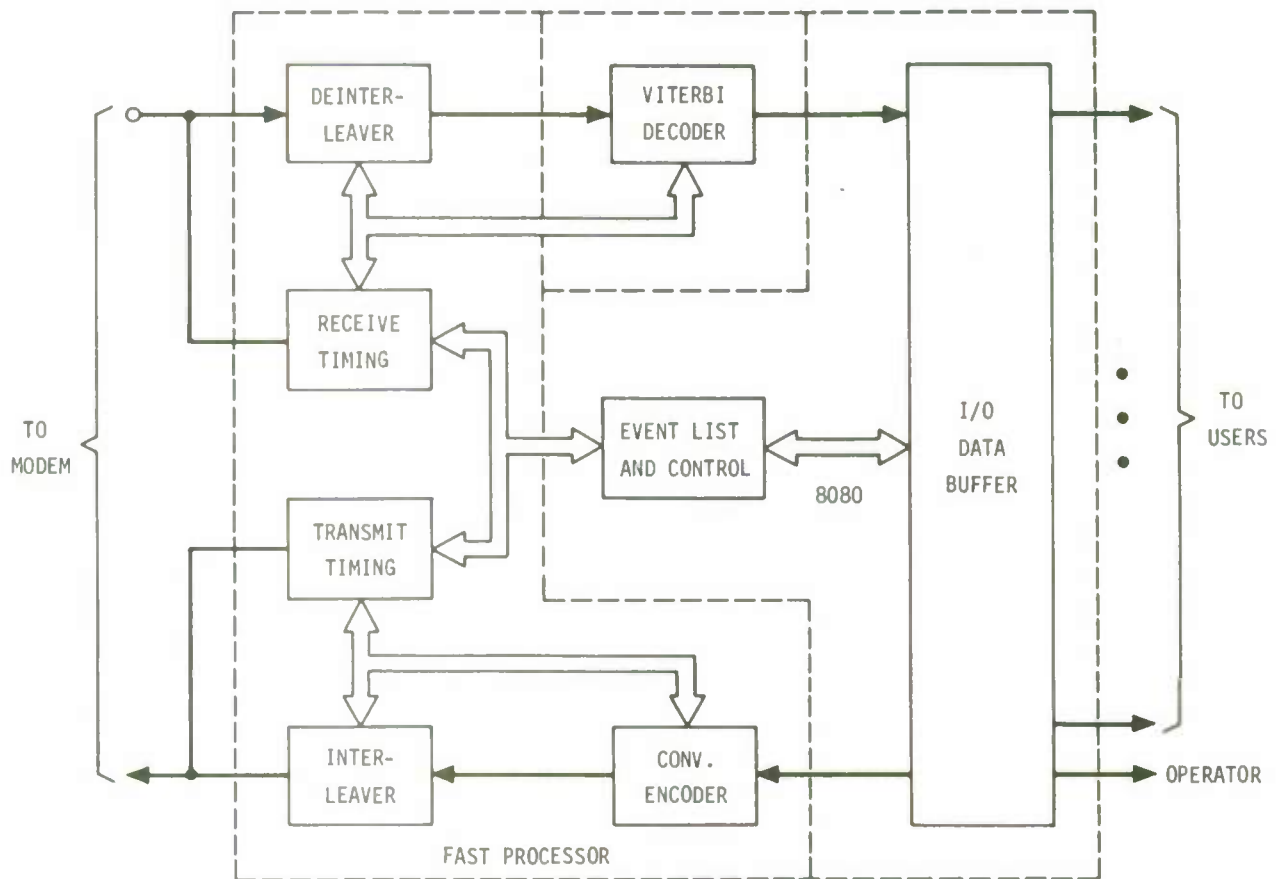 DEINTER-
LEAVER
VITERBI
DECODER
RECEIVE
TIMING
TO
MODEM
EVENT LIST
AND CONTROL
8080
I/O
DATA
BUFFER
TO
USERS
TRANSMIT
TIMING
INTER-
LEAVER
CONV.
ENCODER
OPERATOR
FAST PROCESSOR